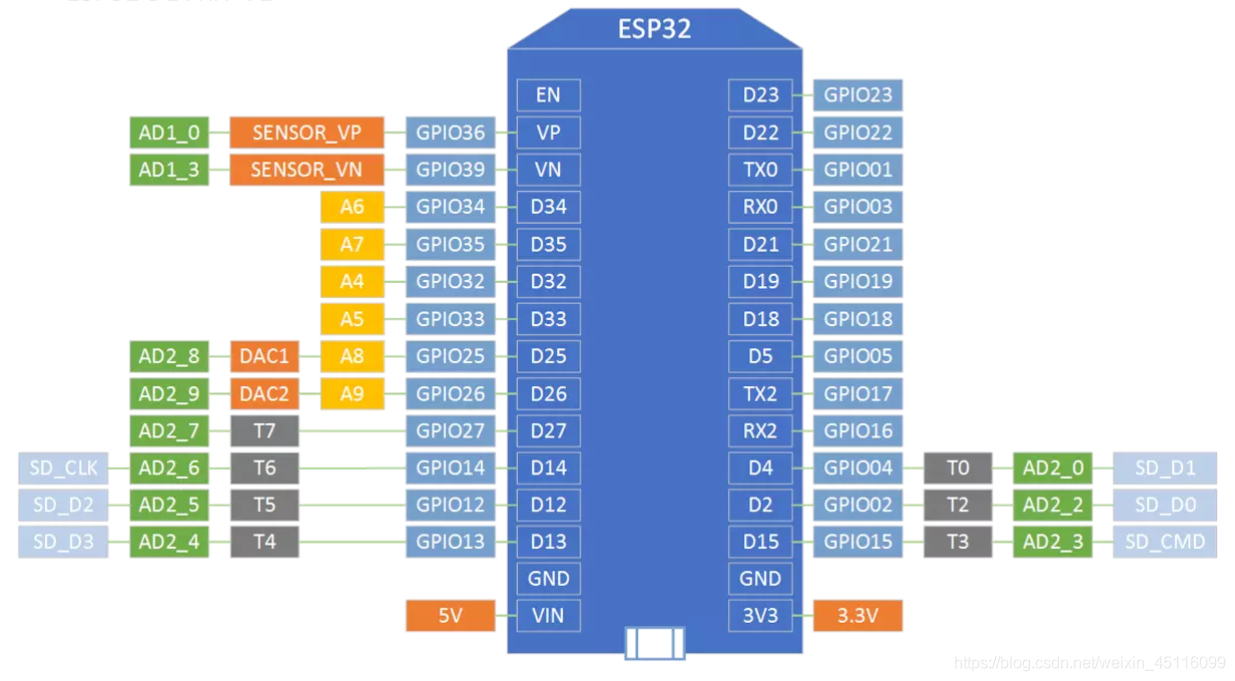 ESP32
EN D23 GPIO23
AD1_0 SENSOR_VP GPIO36 VP D22 GPIO22
AD1_3 SENSOR_VN GPIO39 VN TX0 GPIO01
A6 GPIO34 D34 RX0 GPIO03
A7 GPIO35 D35 D21 GPIO21
A4 GPIO32 D32 D19 GPIO19
A5 GPIO33 D33 D18 GPIO18
AD2_8 DAC1 A8 GPIO25 D25 D5 GPIO05
AD2_9 DAC2 A9 GPIO26 D26 TX2 GPIO17
AD2_7 T7 GPIO27 D27 RX2 GPIO16
SD_CLK AD2_6 T6 GPIO14 D14 D4 GPIO04 T0 AD2_0 SD_D1
SD_D2 AD2_5 T5 GPIO12 D12 D2 GPIO02 T2 AD2_2 SD_D0
SD_D3 AD2_4 T4 GPIO13 D13 D15 GPIO15 T3 AD2_3 SD_CMD
GND GND
5V VIN 3V3 3.3V
https://blog.csdn.net/weixin_45116099